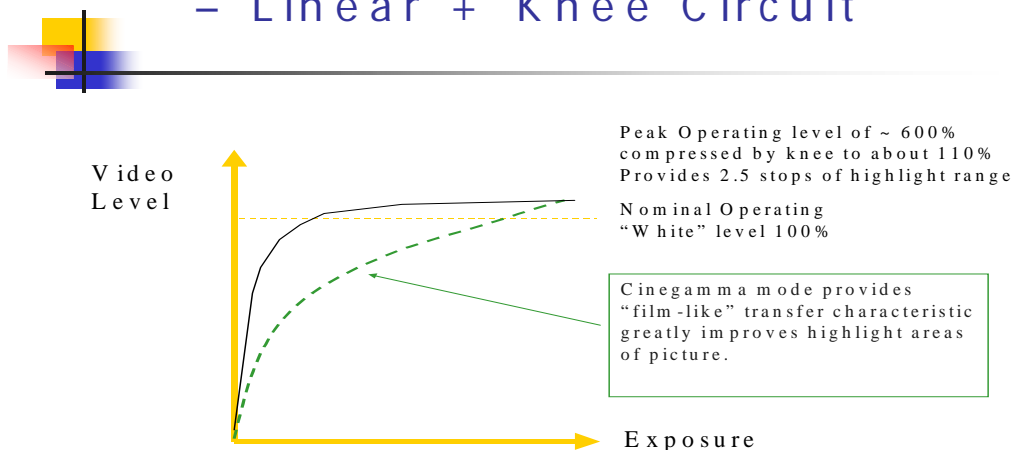 – Linear + Knee Circuit
Peak Operating level of ~ 600%
compressed by knee to about 110%
Provides 2.5 stops of highlight range
Video
Level
Nominal Operating
“White” level 100%
Cinegamma mode provides
“film-like” transfer characteristic
greatly improves highlight areas
of picture.
Exposure